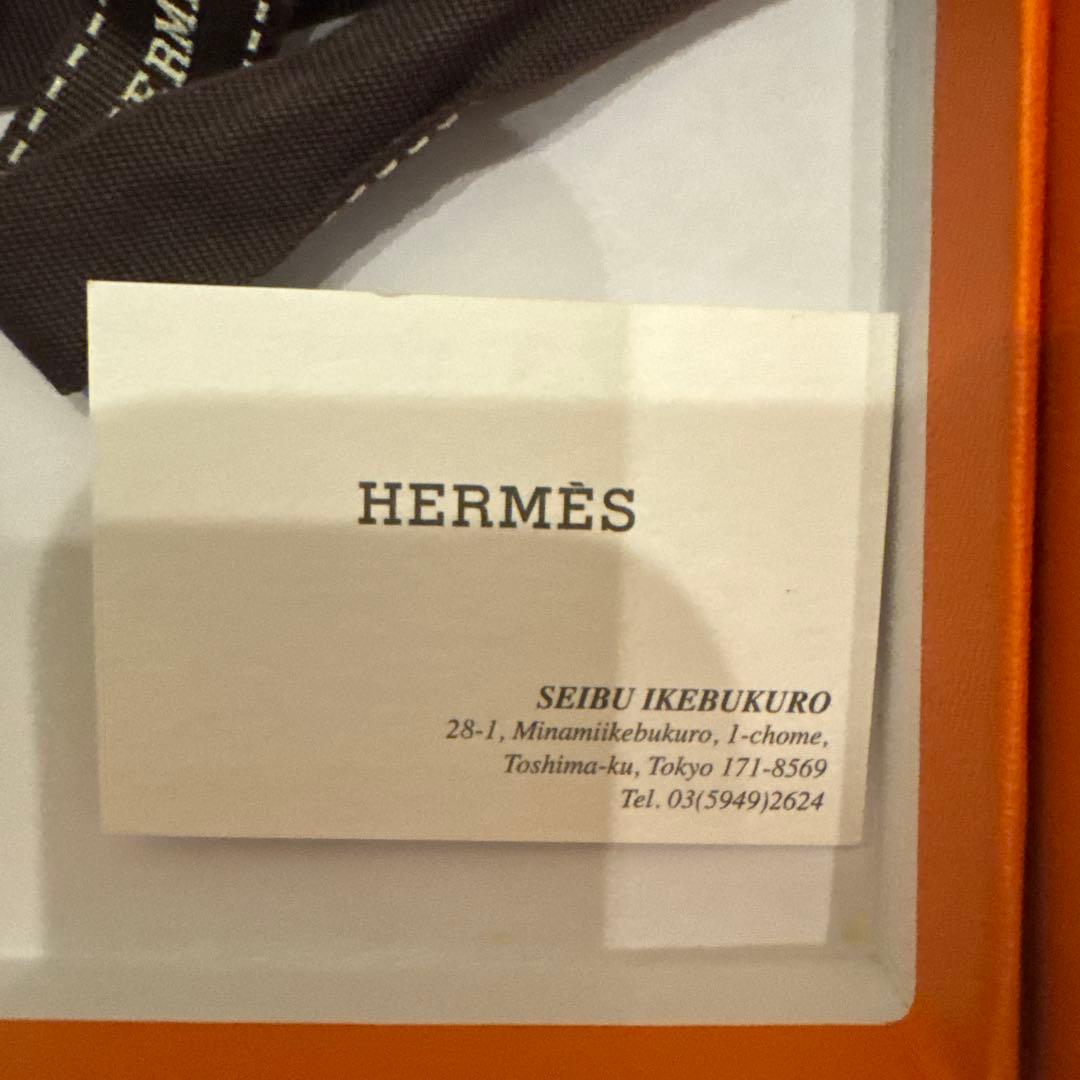 HERMÈS
SEIBU IKEBUKURO
28-1, Minamiikebukuro, 1-chome,
Toshima-ku, Tokyo 171-8569
Tel. 03(5949)2624